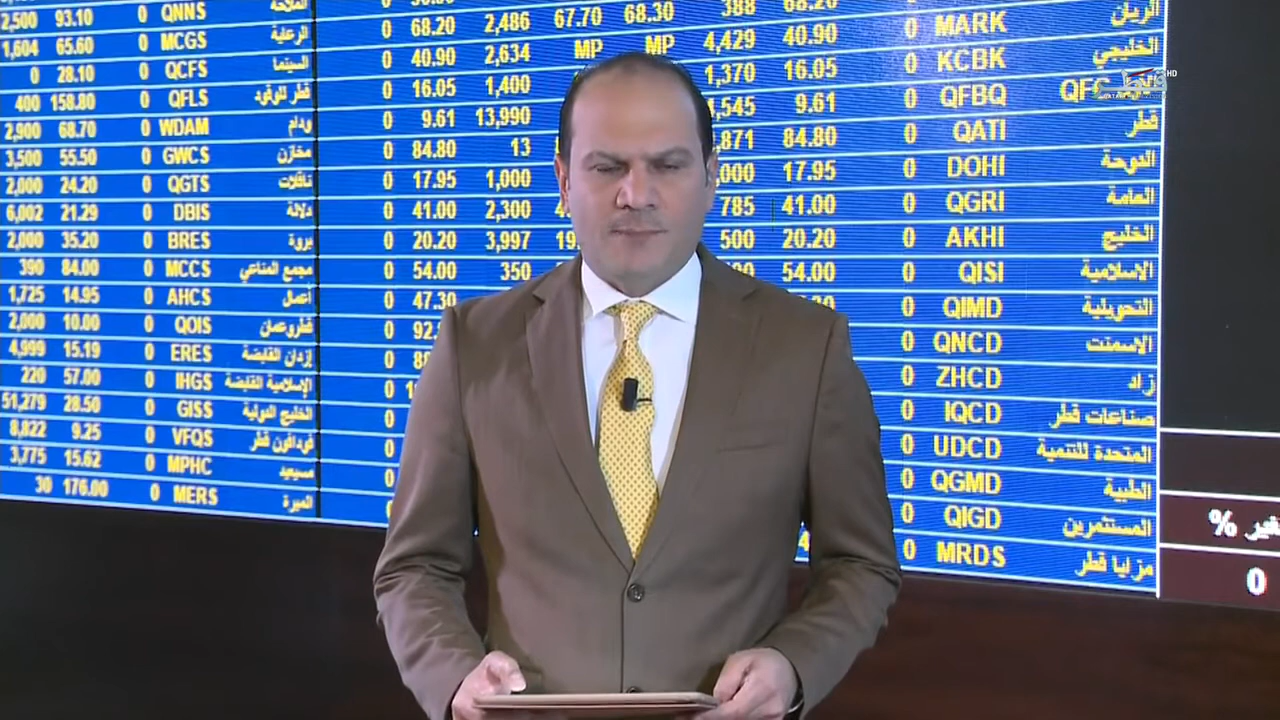 2,500 93.10 0 QNNS الملاحة
1,604 65.60 0 MCGS الرعاية
0 28.10 0 QCFS السينما
400 158.80 0 QFLS قطر للوقود
2,900 68.70 0 WDAM ودام
3,500 55.50 0 GWCS مخازن
2,000 24.20 0 QGTS ناقلات
6,002 21.29 0 DBIS دلالة
2,000 35.20 0 BRES بروة
390 84.00 0 MCCS مجمع المناعي
1,725 14.95 0 AHCS أعمال
2,000 10.00 0 QOIS قطروعمان
4,999 15.19 0 ERES إزدان القابضة
220 57.00 0 IHGS الإسلامية القابضة
51,279 28.50 0 GISS الخليج الدولية
8,822 9.25 0 VFQS فودافون قطر
3,775 15.62 0 MPHC مسيعيد
30 176.00 0 MERS الميرة
0 68.20 2,486 67.70 68.30 388 68.20 0 MARK الريان
0 40.90 2,634 MP MP 4,429 40.90 0 KCBK الخليجي
0 16.05 1,400 1,370 16.05 0 QFBQ
0 9.61 13,990 9.61 0 QATI قطر
0 84.80 13 84.80 0 DOHI الدوحة
0 17.95 1,000 17.95 0 QGRI العامة
0 41.00 2,300 785 41.00 0 AKHI الخليج
0 20.20 3,997 500 20.20 0 QISI الاسلامية
0 54.00 350 54.00 0 QIMD التحويلية
0 47.30 0 QNCD الاسمنت
0 0 ZHCD زاد
0 0 IQCD صناعات قطر
0 0 UDCD المتحدة للتنمية
0 0 QGMD الطبية
0 0 QIGD المستثمرين
0 MRDS مزايا قطر
%
0
HD